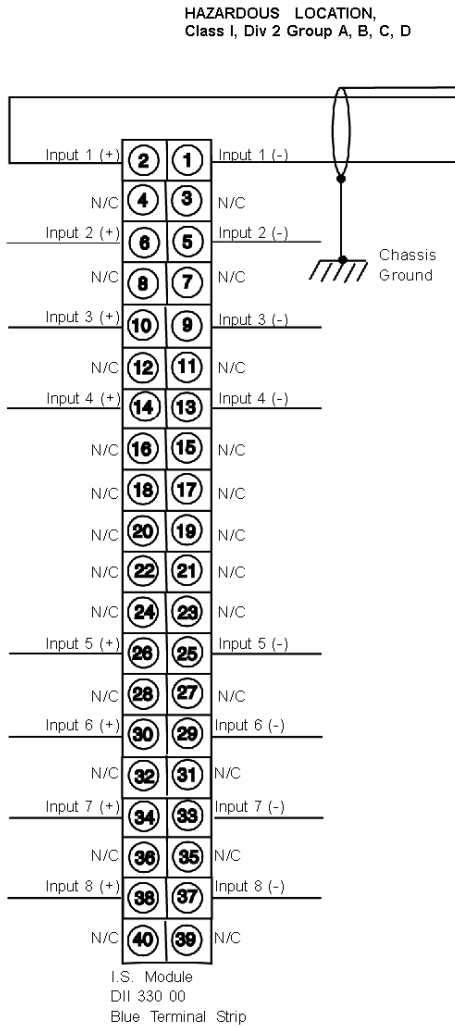 HAZARDOUS LOCATION,
Class I, Div 2 Group A, B, C, D
Input 1 (+) 2 1 Input 1 (-)
N/C 4 3 N/C
Input 2 (+) 6 5 Input 2 (-)
Chassis
Ground
N/C 8 7 N/C
Input 3 (+) 10 9 Input 3 (-)
N/C 12 11 N/C
Input 4 (+) 14 13 Input 4 (-)
N/C 16 15 N/C
N/C 18 17 N/C
N/C 20 19 N/C
N/C 22 21 N/C
N/C 24 23 N/C
Input 5 (+) 26 25 Input 5 (-)
N/C 28 27 N/C
Input 6 (+) 30 29 Input 6 (-)
N/C 32 31 N/C
Input 7 (+) 34 33 Input 7 (-)
N/C 36 35 N/C
Input 8 (+) 38 37 Input 8 (-)
N/C 40 39 N/C
I.S. Module
DII 330 00
Blue Terminal Strip